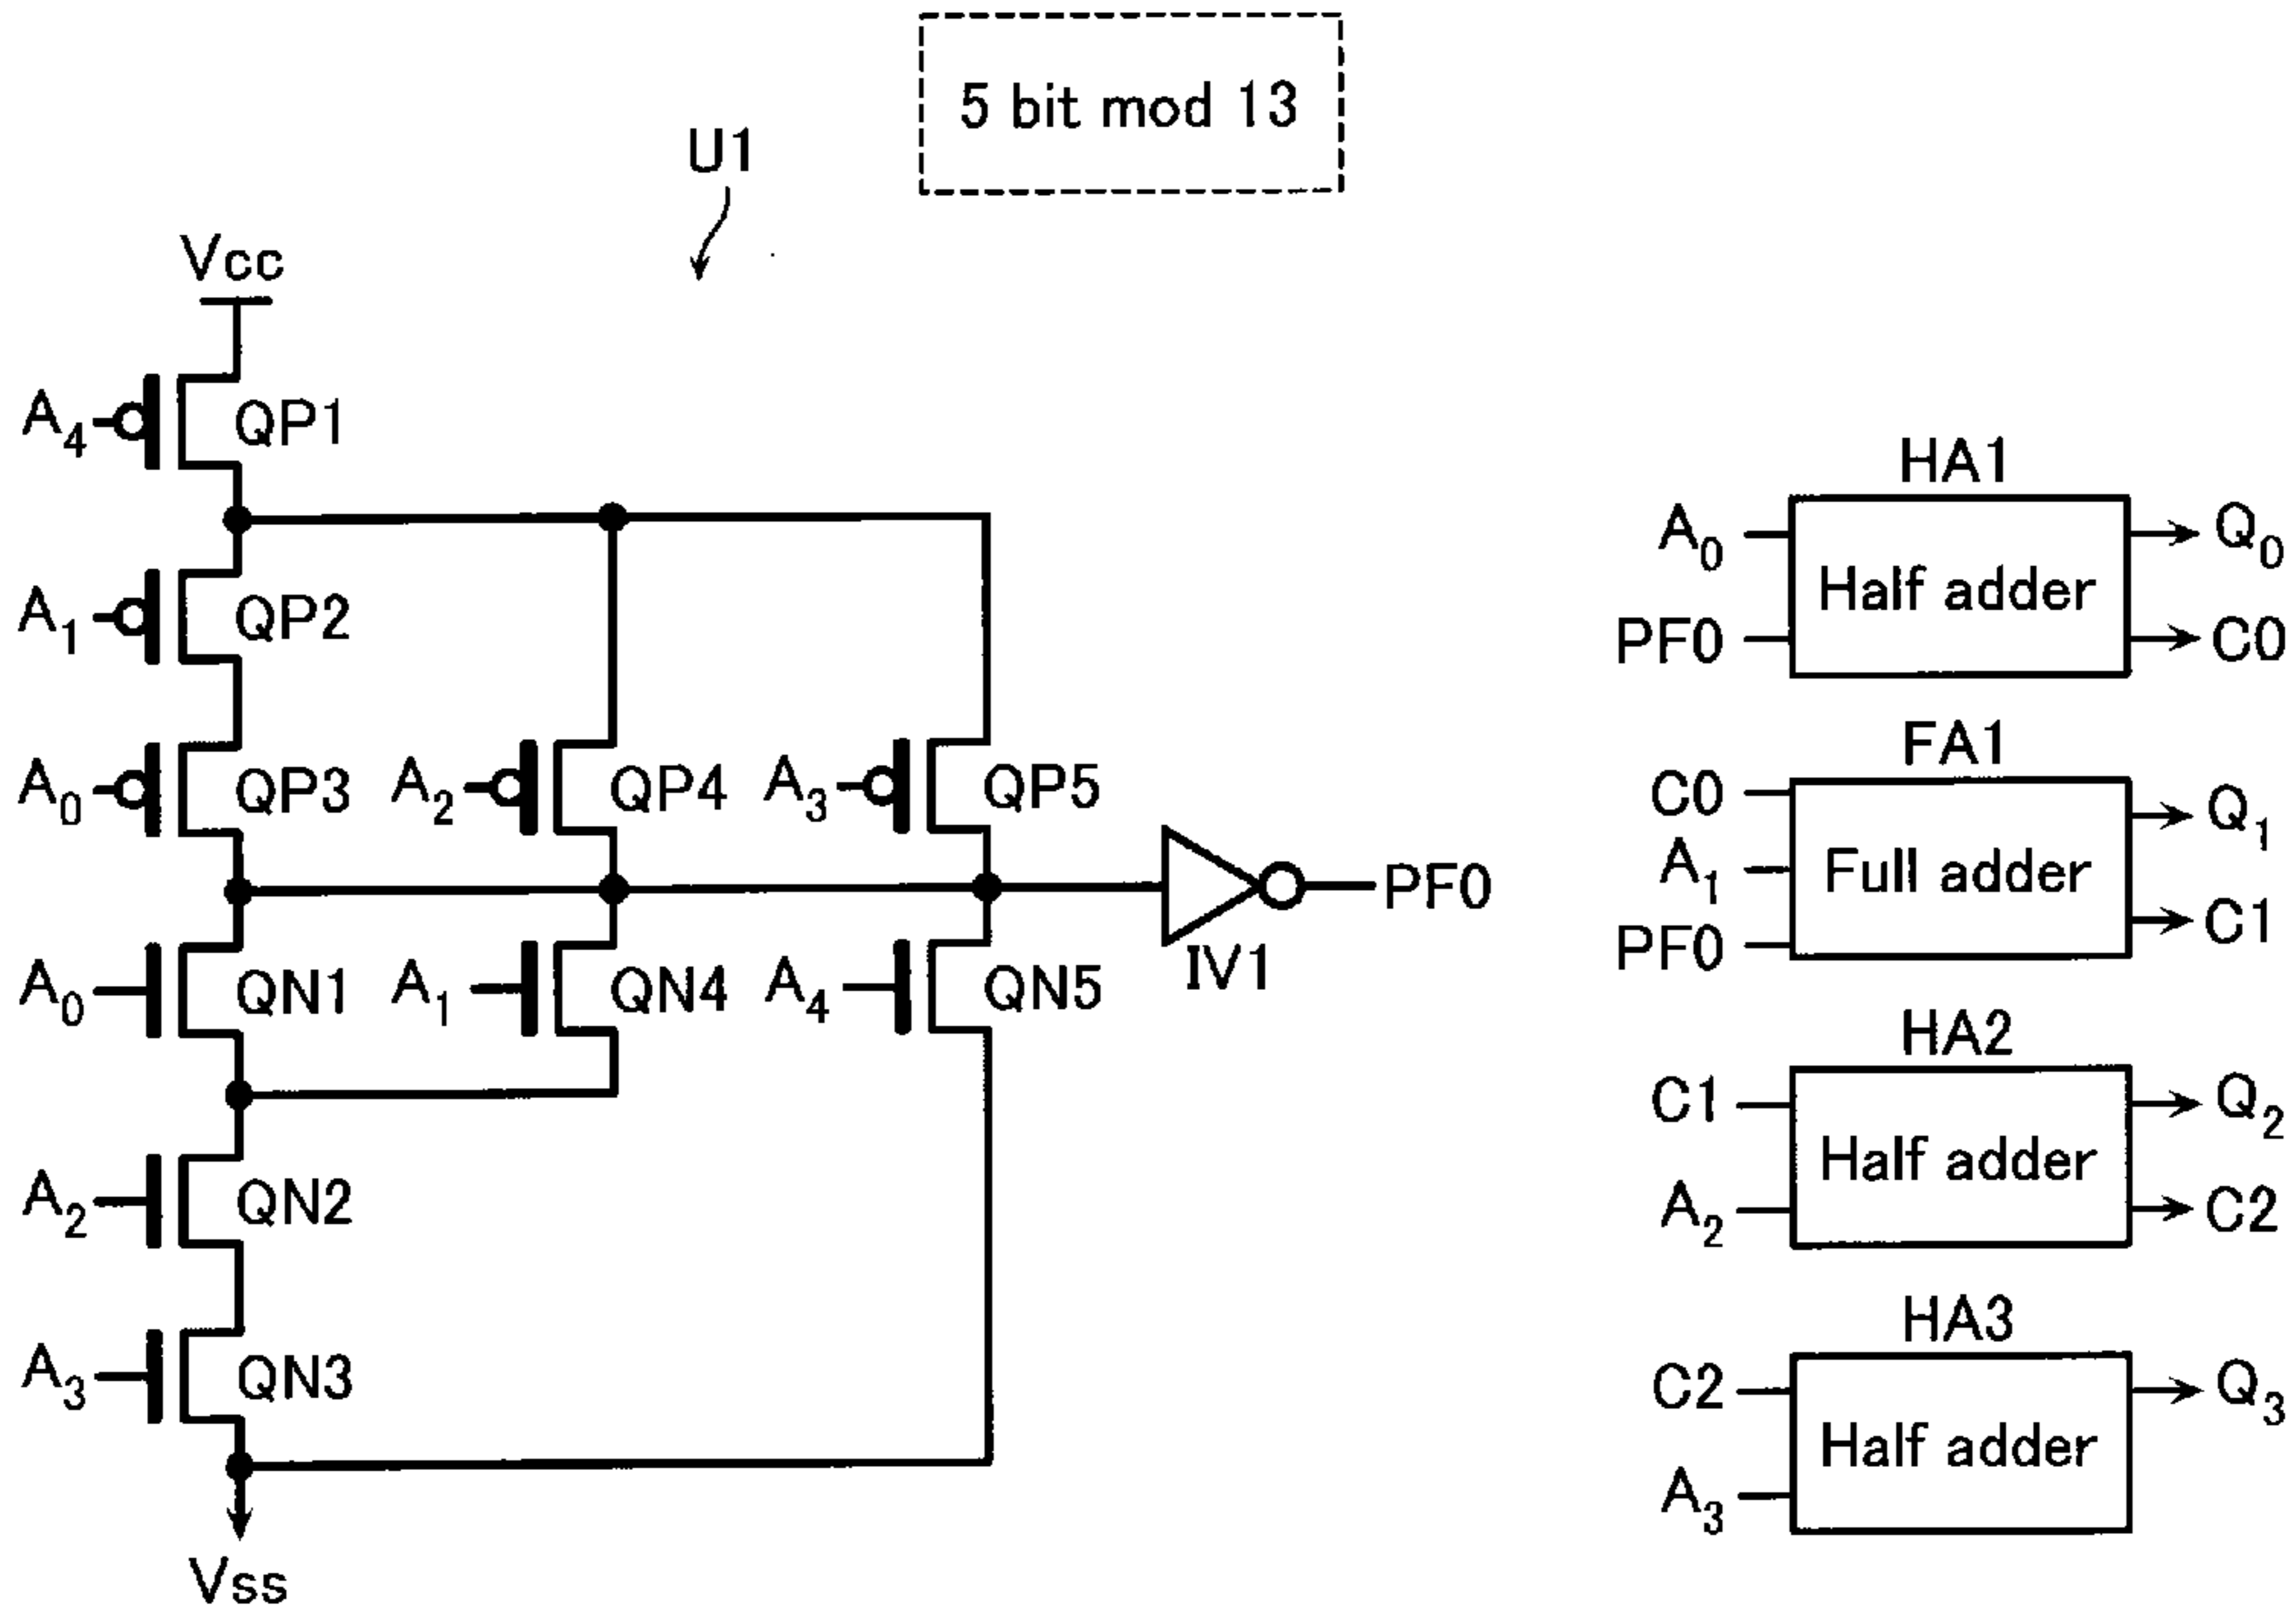 5 bit mod 13
U1
Vcc
A4 QP1
A1 QP2
A0 QP3
A2 QP4
A3 QP5
PF0
IV1
A0 QN1
A1 QN4
A4 QN5
A2 QN2
A3 QN3
Vss
HA1
A0
PF0
Half adder
Q0
C0
FA1
C0
A1
PF0
Full adder
Q1
C1
HA2
C1
A2
Half adder
Q2
C2
HA3
C2
A3
Half adder
Q3